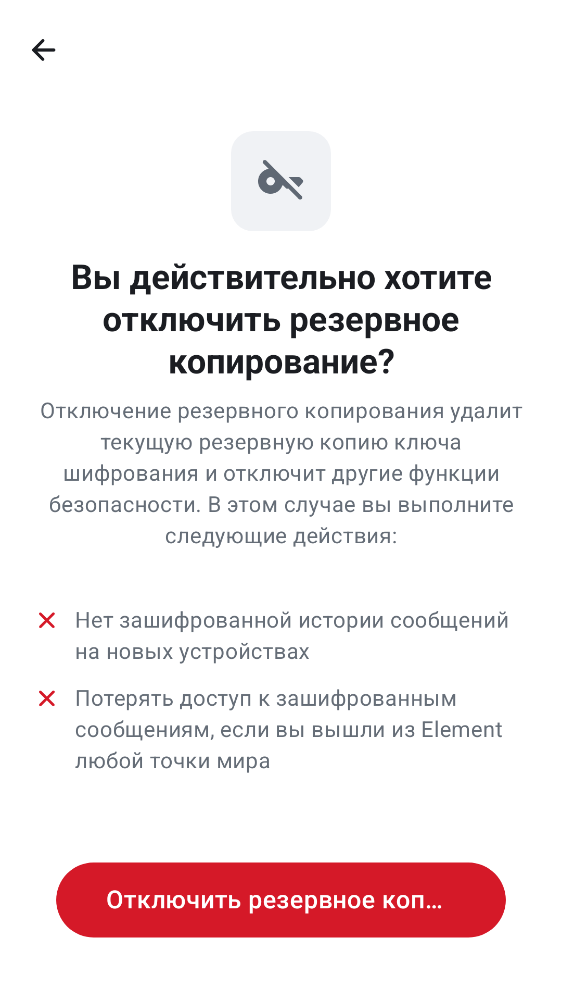 Вы действительно хотите
отключить резервное
копирование?
Отключение резервного копирования удалит
текущую резервную копию ключа
шифрования и отключит другие функции
безопасности. В этом случае вы выполните
следующие действия:
Нет зашифрованной истории сообщений
на новых устройствах
Потерять доступ к зашифрованным
сообщениям, если вы вышли из Element
любой точки мира
Отключить резервное коп…